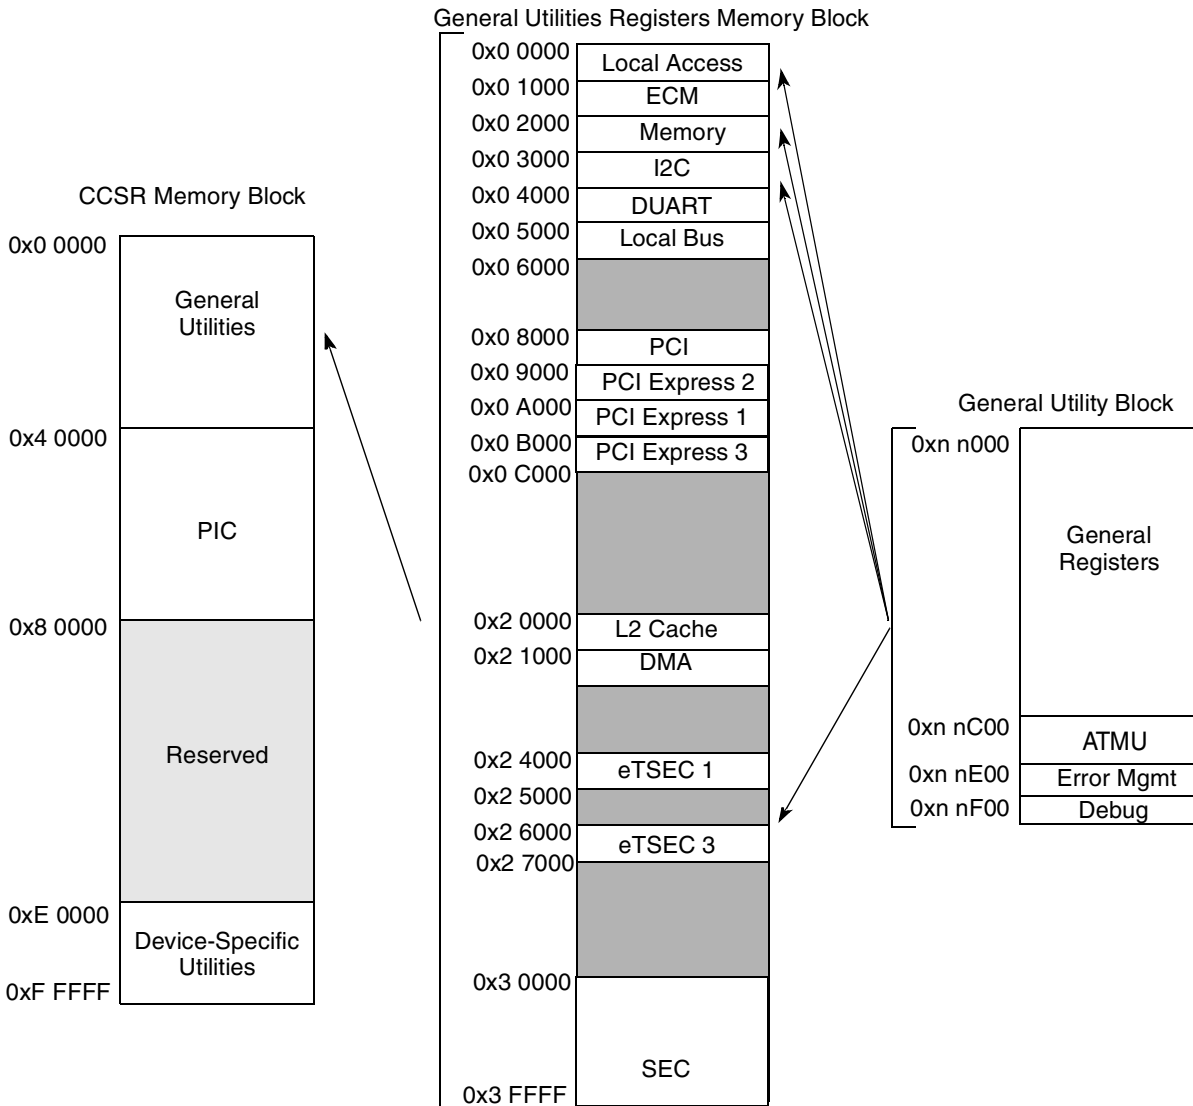 General Utilities Registers Memory Block
0x0 0000
Local Access
0x0 1000
ECM
0x0 2000
Memory
0x0 3000
I2C
0x0 4000
DUART
0x0 5000
Local Bus
0x0 6000
0x0 8000
PCI
0x0 9000
PCI Express 2
0x0 A000
PCI Express 1
0x0 B000
PCI Express 3
0x0 C000
0x2 0000
L2 Cache
0x2 1000
DMA
0x2 4000
eTSEC 1
0x2 5000
0x2 6000
eTSEC 3
0x2 7000
0x3 0000
SEC
0x3 FFFF
CCSR Memory Block
0x0 0000
General
Utilities
0x4 0000
PIC
0x8 0000
Reserved
0xE 0000
Device-Specific
Utilities
0xF FFFF
General Utility Block
0xn n000
General
Registers
0xn nC00
ATMU
0xn nE00
Error Mgmt
0xn nF00
Debug